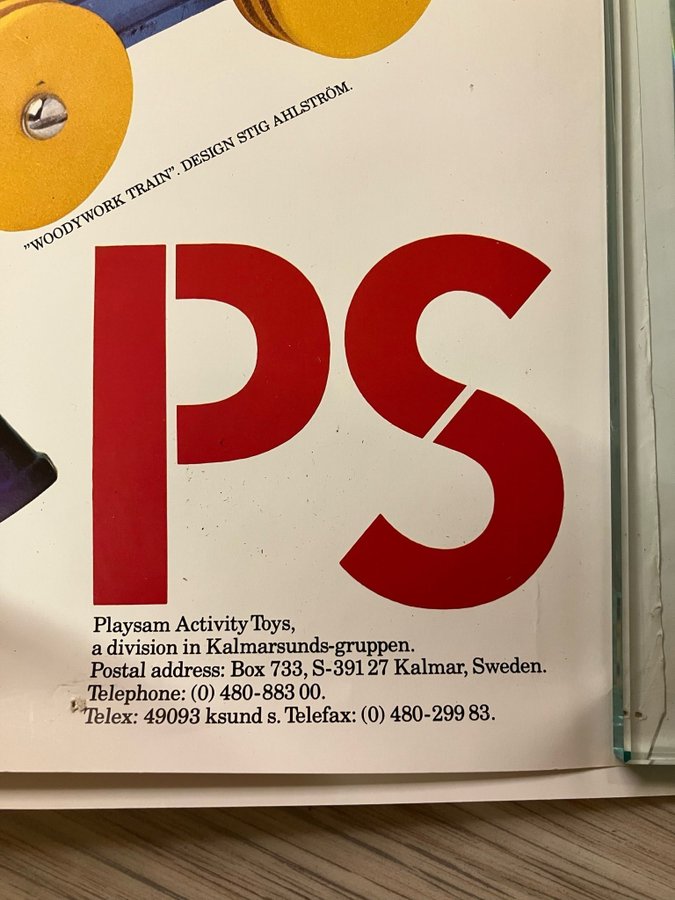 ”WOODYWORK TRAIN”. DESIGN STIG AHLSTRÖM.
PS
Playsam Activity Toys,
a division in Kalmarsunds-gruppen.
Postal address: Box 733, S-391 27 Kalmar, Sweden.
Telephone: (0) 480-883 00.
Telex: 49093 ksund s. Telefax: (0) 480-299 83.